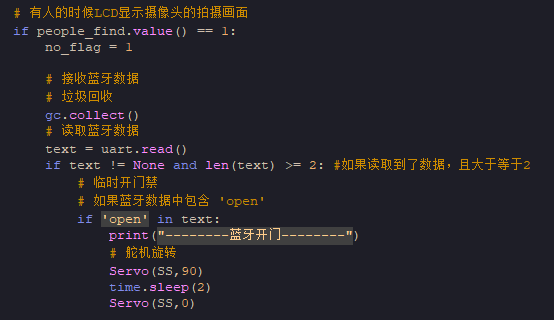 # 有人的时候LCD显示摄像头的拍摄画面
if people_find.value() == 1:
    no_flag = 1
    # 接收蓝牙数据
    # 垃圾回收
    gc.collect()
    # 读取蓝牙数据
    text = uart.read()
    if text != None and len(text) >= 2: #如果读取到了数据，且大于等于2
        # 临时开门禁
        # 如果蓝牙数据中包含 'open'
        if 'open' in text:
            print("--------蓝牙开门--------")
            # 舵机旋转
            Servo(SS,90)
            time.sleep(2)
            Servo(SS,0)